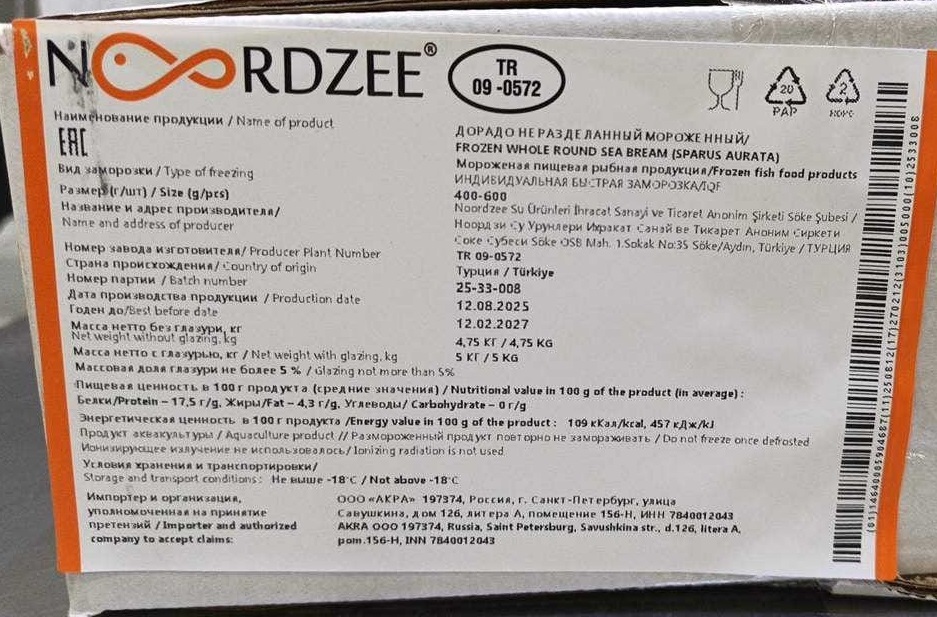 NOORDZEE®
TR
09 -0572
20
PAP
2
HDPE
Наименование продукции / Name of product
ДОРАДО НЕРАЗДЕЛАННЫЙ МОРОЖЕННЫЙ/
FROZEN WHOLE ROUND SEA BREAM (SPARUS AURATA)
Мороженая пищевая рыбная продукция/Frozen fish food products
EAC
Вид заморозки / Type of freezing
ИНДИВИДУАЛЬНАЯ БЫСТРАЯ ЗАМОРОЗКА/IQF
Размер (г/шт) / Size (g/pcs)
400-600
Название и адрес производителя/
Name and address of producer
Noordzee Su Ürünleri İhracat Sanayi ve Ticaret Anonim Şirketi Söke Şubesi /
Ноордзи Су Урунлери Ихракат Санай ве Тикарет Аноним Сиркети
Соке Субеси Söke OSB Mah. 1.Sokak No:35 Söke/Aydın, Türkiye / ТУРЦИЯ
Номер завода изготовителя/ Producer Plant Number
TR 09-0572
Страна происхождения/ Country of origin
Турция / Türkiye
Номер партии / Batch number
25-33-008
Дата производства продукции / Production date
12.08.2025
Годен до/Best before date
12.02.2027
Масса нетто без глазури, кг
Net weight without glazing, kg
4,75 КГ / 4,75 KG
Масса нетто с глазурью, кг / Net weight with glazing, kg
5 КГ / 5 KG
Массовая доля глазури не более 5 % / Glazing not more than 5%
Пищевая ценность в 100 г продукта (средние значения) / Nutritional value in 100 g of the product (in average) :
Белки/Protein – 17,5 г/g, Жиры/Fat – 4,3 г/g, Углеводы/ Carbohydrate – 0 г/g
Энергетическая ценность в 100 г продукта /Energy value in 100 g of the product : 109 кКал/kcal, 457 кДж/kJ
Продукт аквакультуры / Aquaculture product // Размороженный продукт повторно не замораживать / Do not freeze once defrosted
Ионизирующее излучение не использовалось/ Ionizing radiation is not used
Условия хранения и транспортировки/
Storage and transport conditions : Не выше -18°C / Not above -18°C
Импортер и организация,
уполномоченная на принятие
претензий / Importer and authorized
company to accept claims:
ООО «АКРА» 197374, Россия, г. Санкт-Петербург, улица
Савушкина, дом 126, литера А, помещение 156-Н, ИНН 7840012043
AKRA OOO 197374, Russia, Saint Petersburg, Savushkina str., d.126, litera A,
pom.156-H, INN 7840012043
(01)14640005904687(11)250812(17)270212(3103)005000(10)2533008